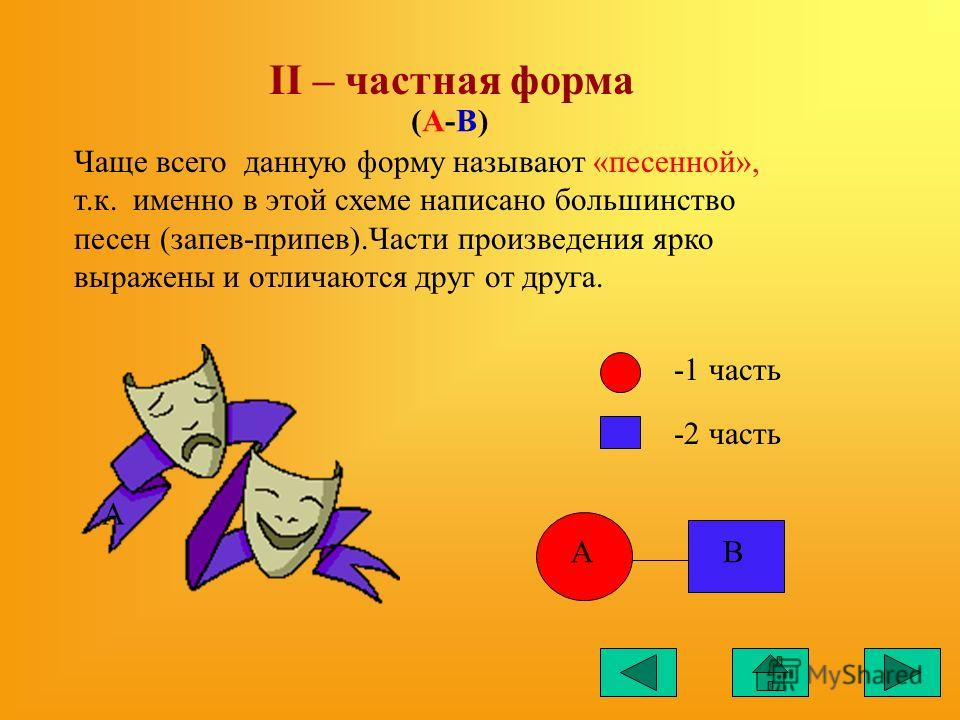 II – частная форма
(А-В)
Чаще всего данную форму называют «песенной»,
т.к. именно в этой схеме написано большинство
песен (запев-припев).Части произведения ярко
выражены и отличаются друг от друга.
-1 часть
-2 часть
А
А В
MyShared